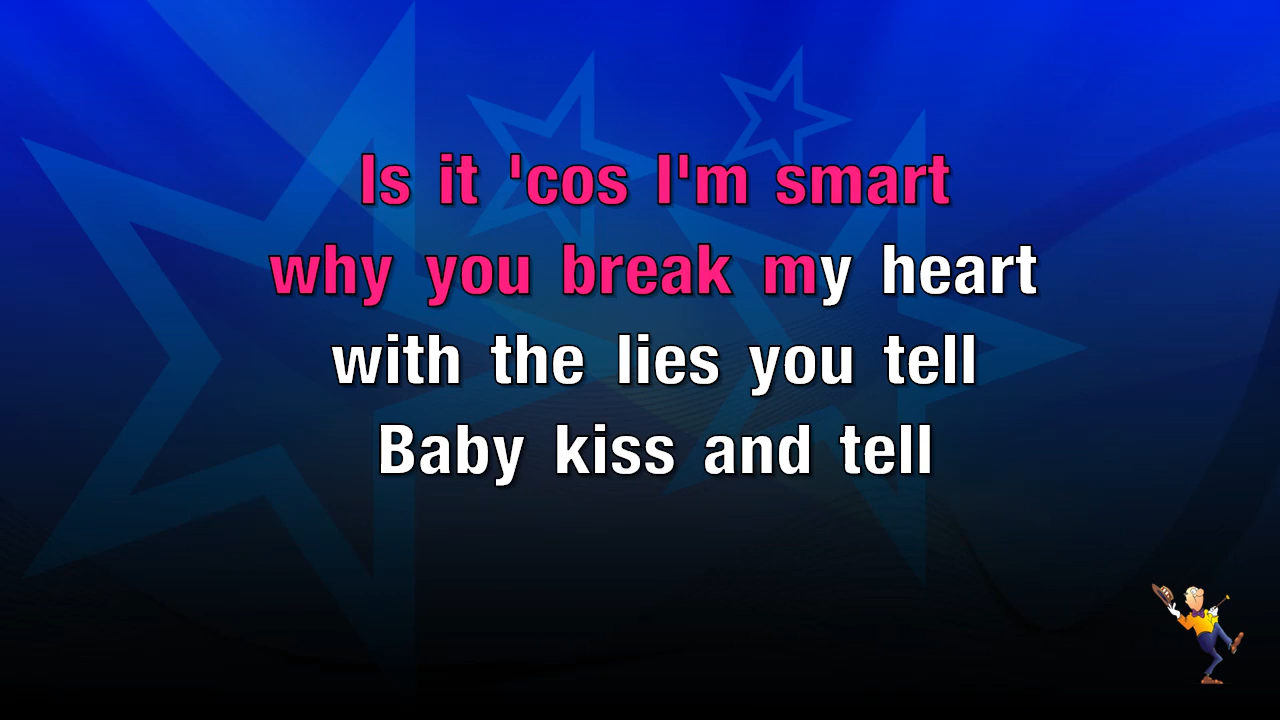 Is it 'cos I'm smart
why you break my heart
with the lies you tell
Baby kiss and tell